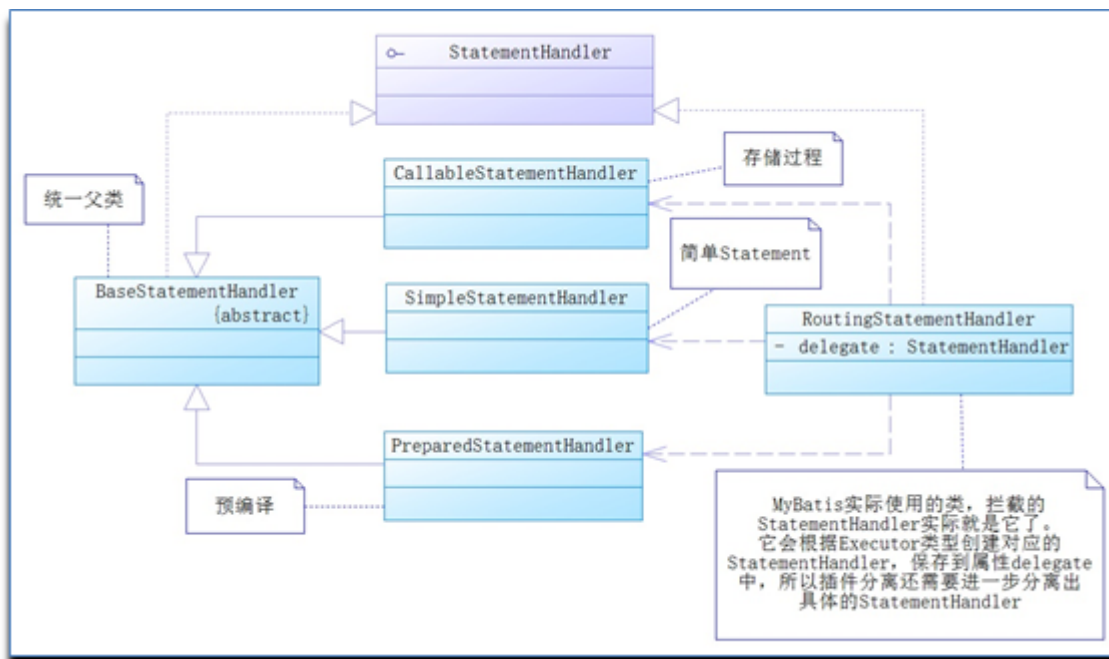 StatementHandler
存储过程
CallableStatementHandler
统一父类
简单Statement
BaseStatementHandler
{abstract}
SimpleStatementHandler
RoutingStatementHandler
- delegate : StatementHandler
PreparedStatementHandler
预编译
MyBatis实际使用的类，拦截的
StatementHandler实际就是它了。
它会根据Executor类型创建对应的
StatementHandler，保存到属性delegate
中，所以插件分离还需要进一步分离出
具体的StatementHandler